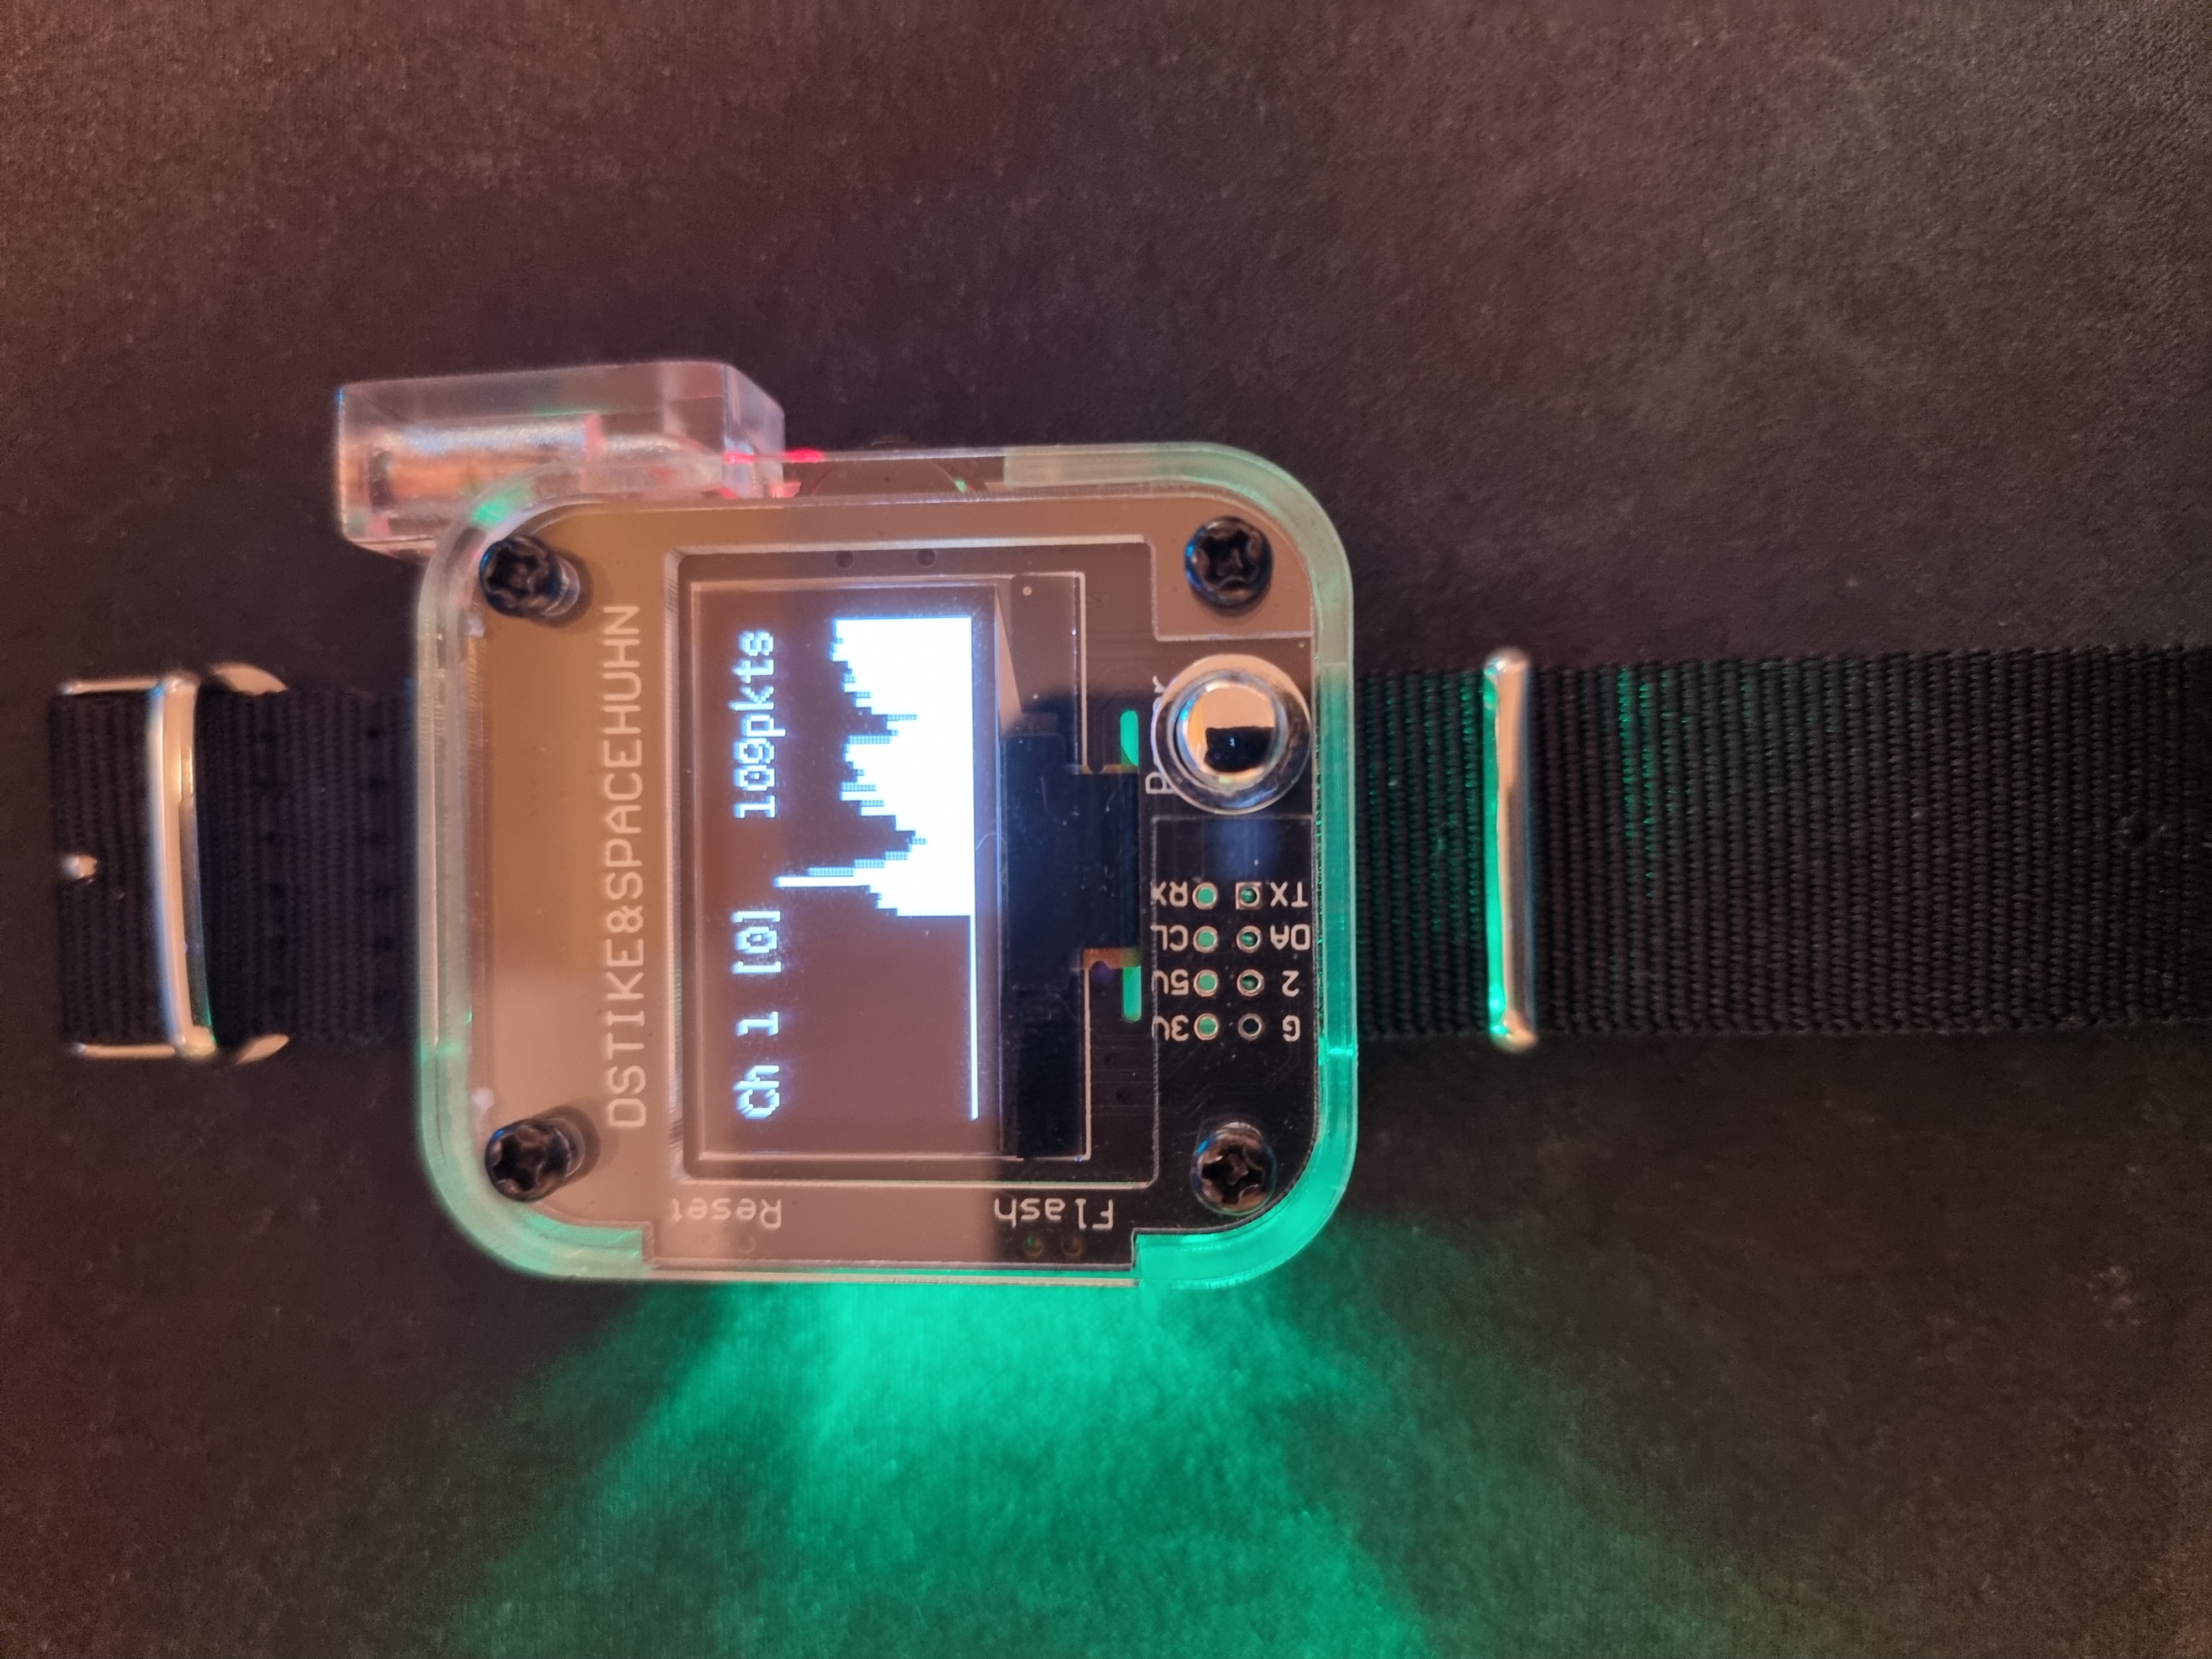 DSTIKE&SPACEHUHN
Reset
Ch 1 [0] 109pkts
Flash
3V 5V CL RX
G 2 DA TX